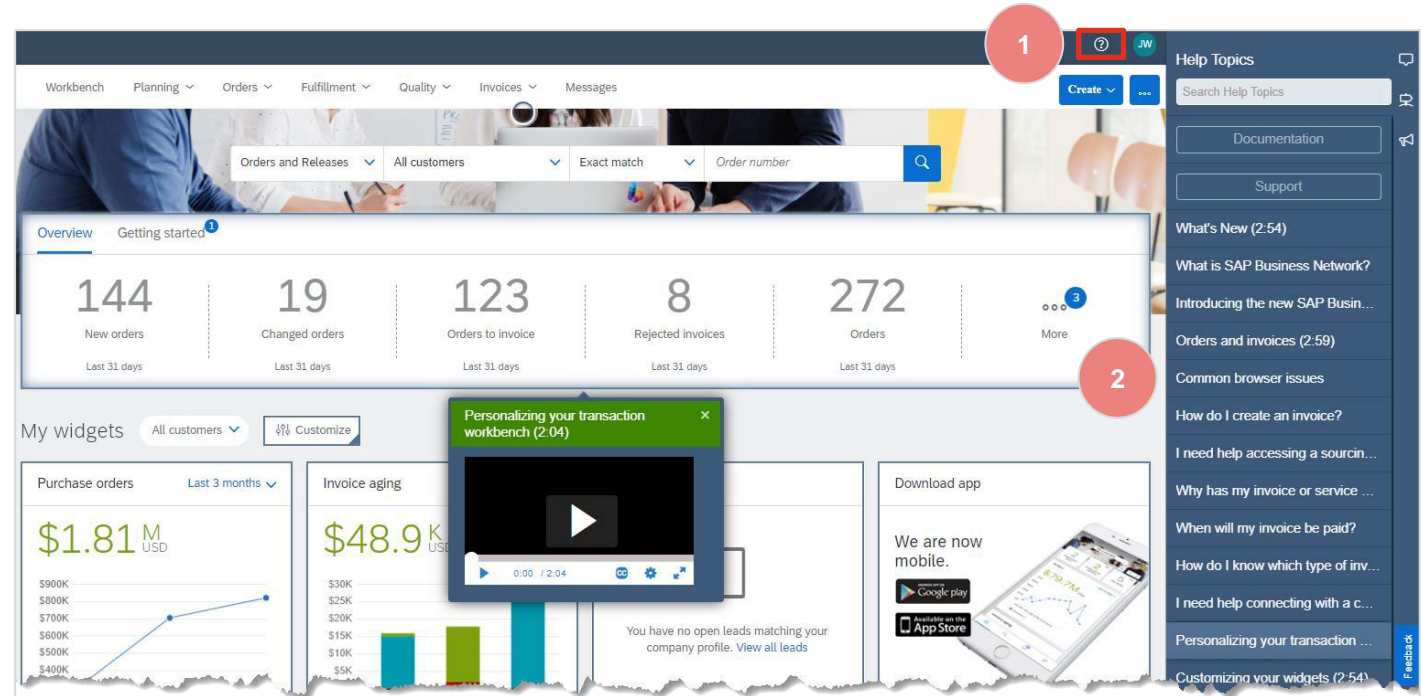 1
JW
Workbench
Planning
Orders
Fulfillment
Quality
Invoices
Messages
Create
Orders and Releases
All customers
Exact match
Order number
Overview
Getting started
1
144
New orders
Last 31 days
19
Changed orders
Last 31 days
123
Orders to invoice
Last 31 days
8
Rejected invoices
Last 31 days
272
Orders
Last 31 days
3
More
2
My widgets
All customers
Customize
Personalizing your transaction
workbench (2:04)
×
0:00 / 2:04
CC
Purchase orders
Last 3 months
$1.81 M
USD
$900K
$800K
$700K
$600K
$500K
$400K
Invoice aging
$48.9 K
$30K
$25K
$20K
$15K
$10K
$5K
You have no open leads matching your
company profile. View all leads
Download app
We are now
mobile.
Google play
Available on the
App Store
$79.7M
Help Topics
Search Help Topics
Documentation
Support
What's New (2:54)
What is SAP Business Network?
Introducing the new SAP Busin...
Orders and invoices (2:59)
Common browser issues
How do I create an invoice?
I need help accessing a sourcin...
Why has my invoice or service ...
When will my invoice be paid?
How do I know which type of inv...
I need help connecting with a c...
Personalizing your transaction ...
Customizing your widgets (2:54)
Feedback